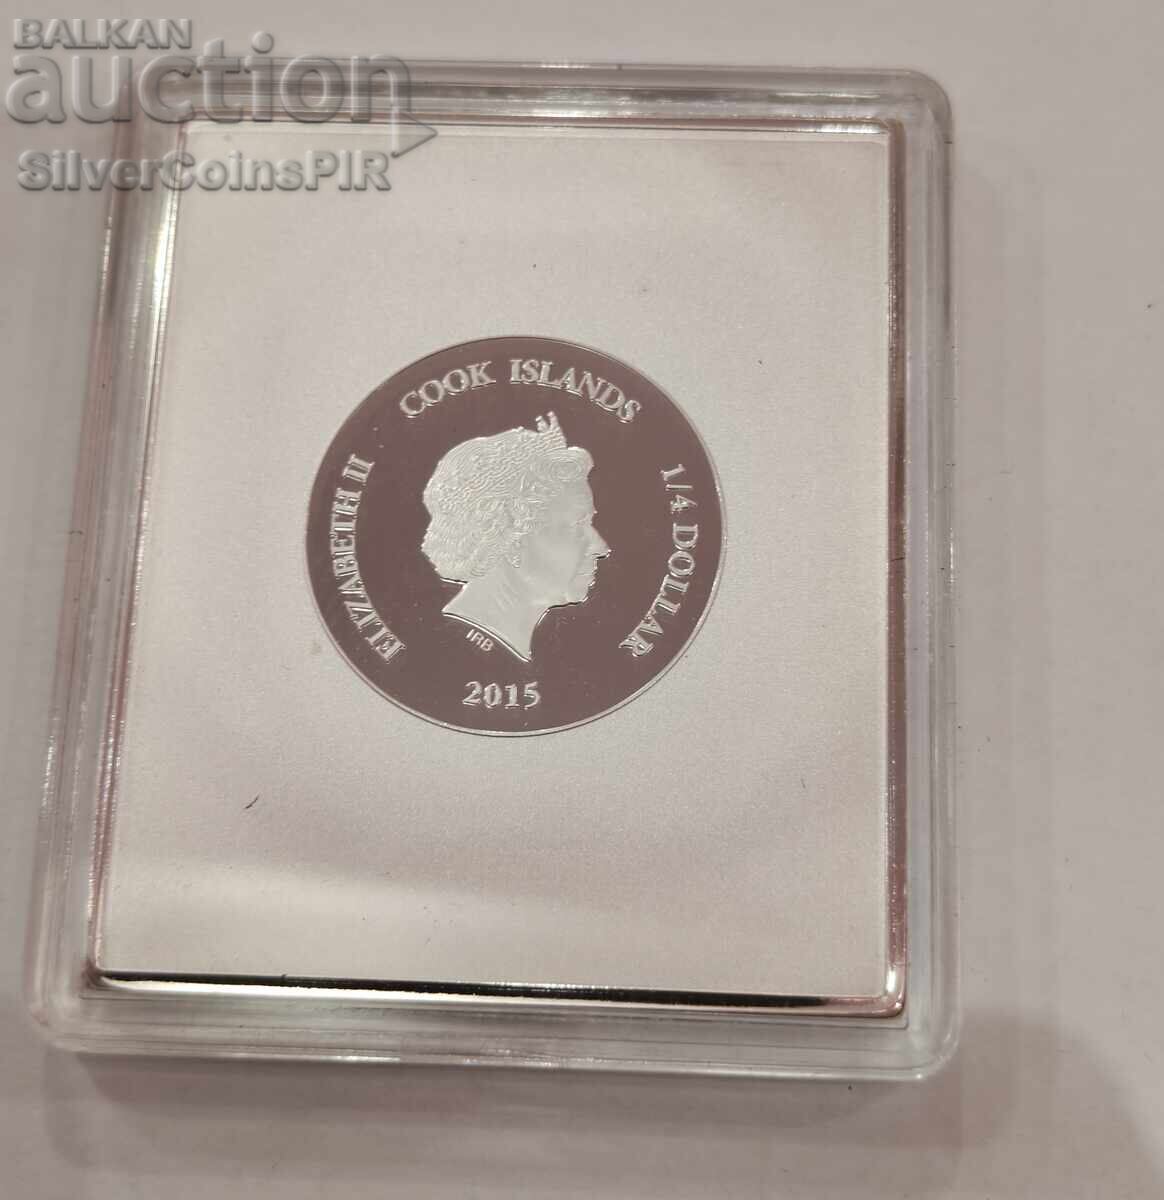 BALKAN
auction
SilverCoinsPIR
COOK ISLANDS
ELIZABETH II
1/4 DOLLAR
IRB
2015